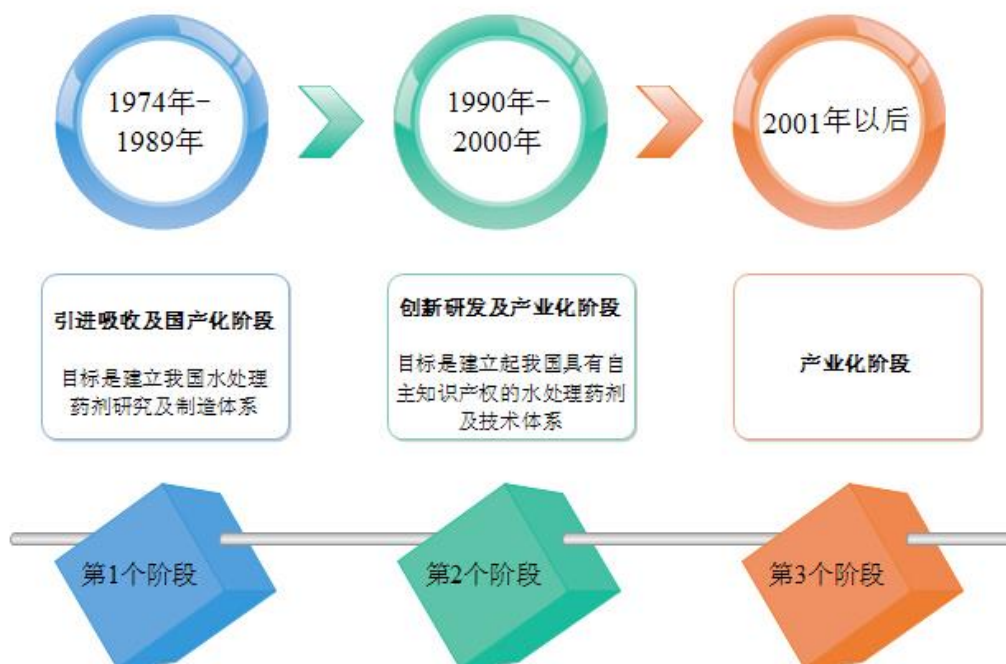 1974年-
1989年
1990年-
2000年
2001年以后
引进吸收及国产化阶段
目标是建立我国水处理
药剂研究及制造体系
创新研发及产业化阶段
目标是建立起我国具有自
主知识产权的水处理药剂
及技术体系
产业化阶段
第1个阶段
第2个阶段
第3个阶段